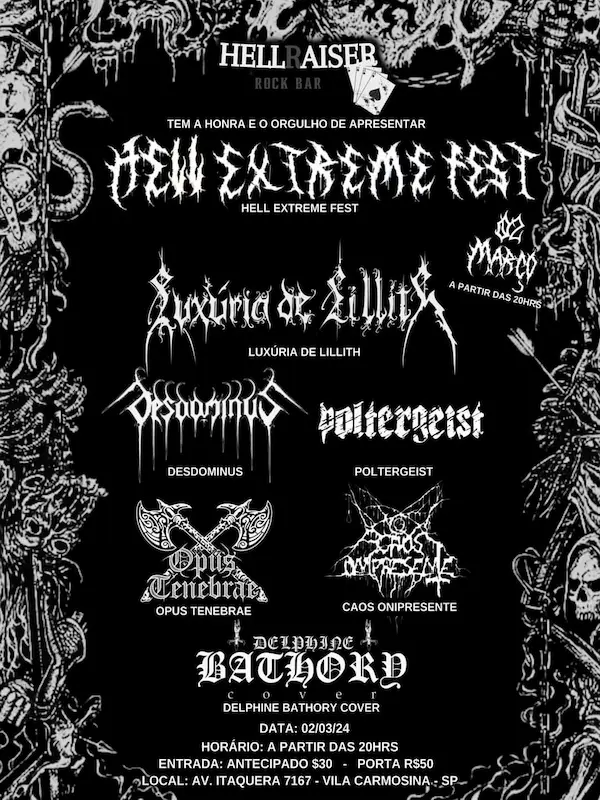 HELLRAISER
ROCK BAR
TEM A HONRA E O ORGULHO DE APRESENTAR
HELL EXTREME FEST
HELL EXTREME FEST
02
MARÇO
A PARTIR DAS 20HRS
Luxúria de Lillith
LUXÚRIA DE LILLITH
Desdominus
poltergeist
DESDOMINUS
POLTERGEIST
Opus
Tenebrae
CAOS
ONIPRESENTE
OPUS TENEBRAE
CAOS ONIPRESENTE
DELPHINE
BATHORY
cover
DELPHINE BATHORY COVER
DATA: 02/03/24
HORÁRIO: A PARTIR DAS 20HRS
ENTRADA: ANTECIPADO $30 - PORTA R$50
LOCAL: AV. ITAQUERA 7167 - VILA CARMOSINA - SP